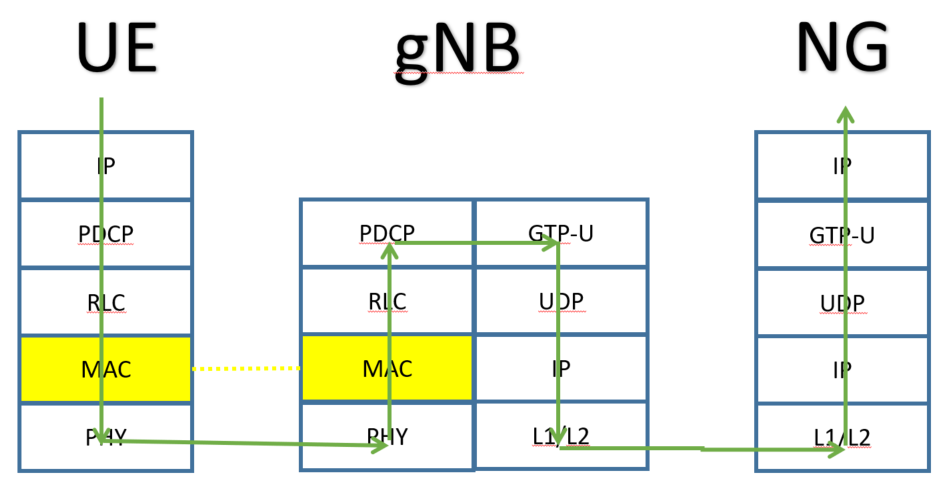 UE
gNB
NG
IP
PDCP
RLC
MAC
PHY
PDCP
RLC
MAC
PHY
GTP-U
UDP
IP
L1/L2
IP
GTP-U
UDP
IP
L1/L2